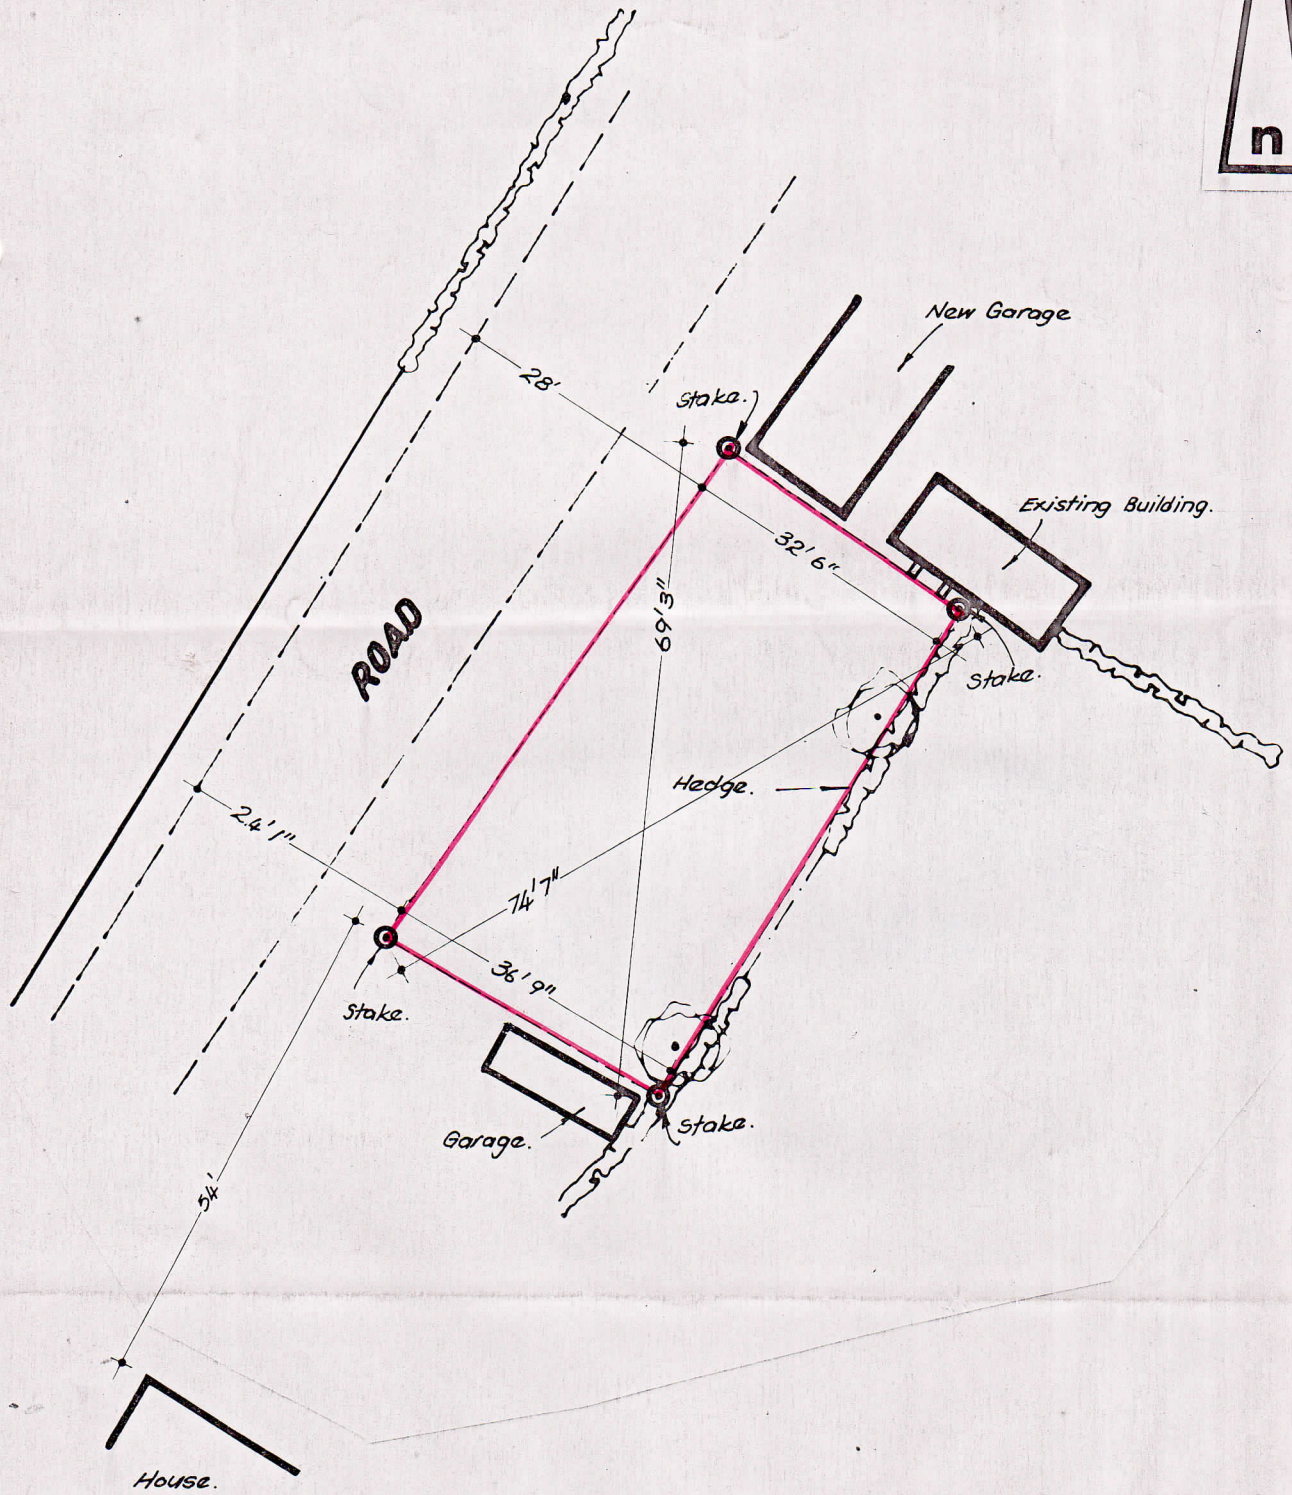 n
New Garage
28'
Stake.
Existing Building.
32'6"
69'3"
ROAD
Stake.
Hedge.
24'1"
74'7"
36'9"
Stake.
Stake.
Garage.
54'
House.